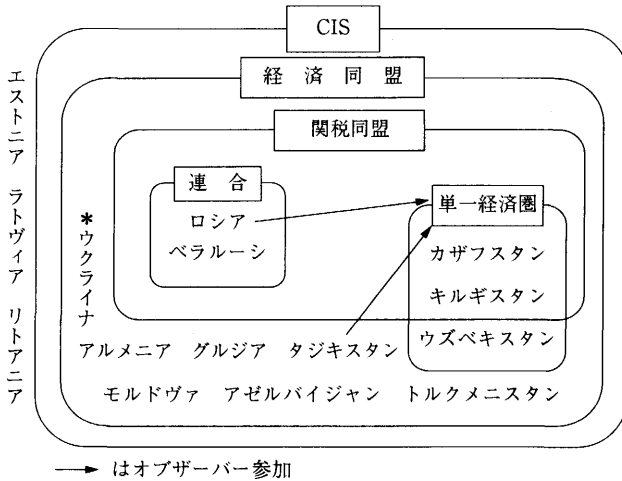 CIS
経済同盟
関税同盟
連合
ロシア
ベラルーシ
単一経済圏
カザフスタン
キルギスタン
ウズベキスタン
エストニア ラトヴィア リトアニア
*ウクライナ
アルメニア グルジア タジキスタン
モルドヴァ アゼルバイジャン トルクメニスタン
→ はオブザーバー参加